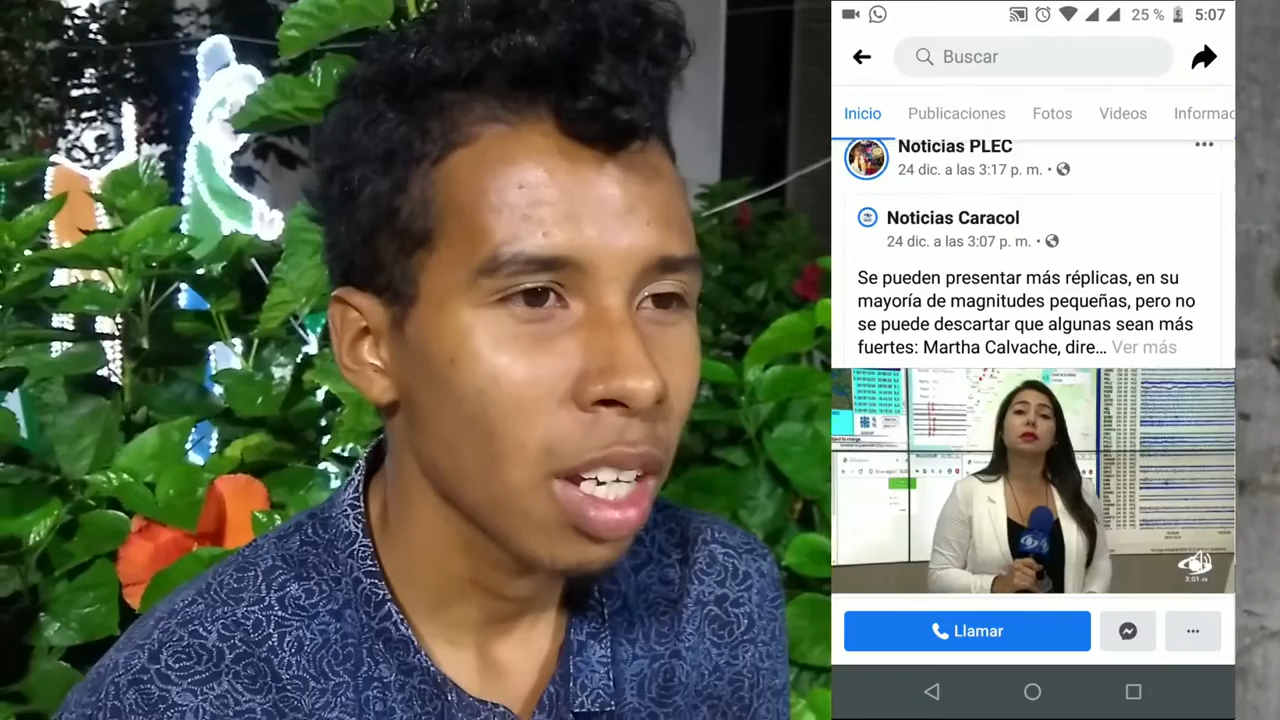 25 %
5:07
Buscar
Inicio
Publicaciones
Fotos
Videos
Informac
Noticias PLEC
24 dic. a las 3:17 p. m.
Noticias Caracol
24 dic. a las 3:07 p. m.
Se pueden presentar más réplicas, en su
mayoría de magnitudes pequeñas, pero no
se puede descartar que algunas sean más
fuertes: Martha Calvache, dire... Ver más
Llamar